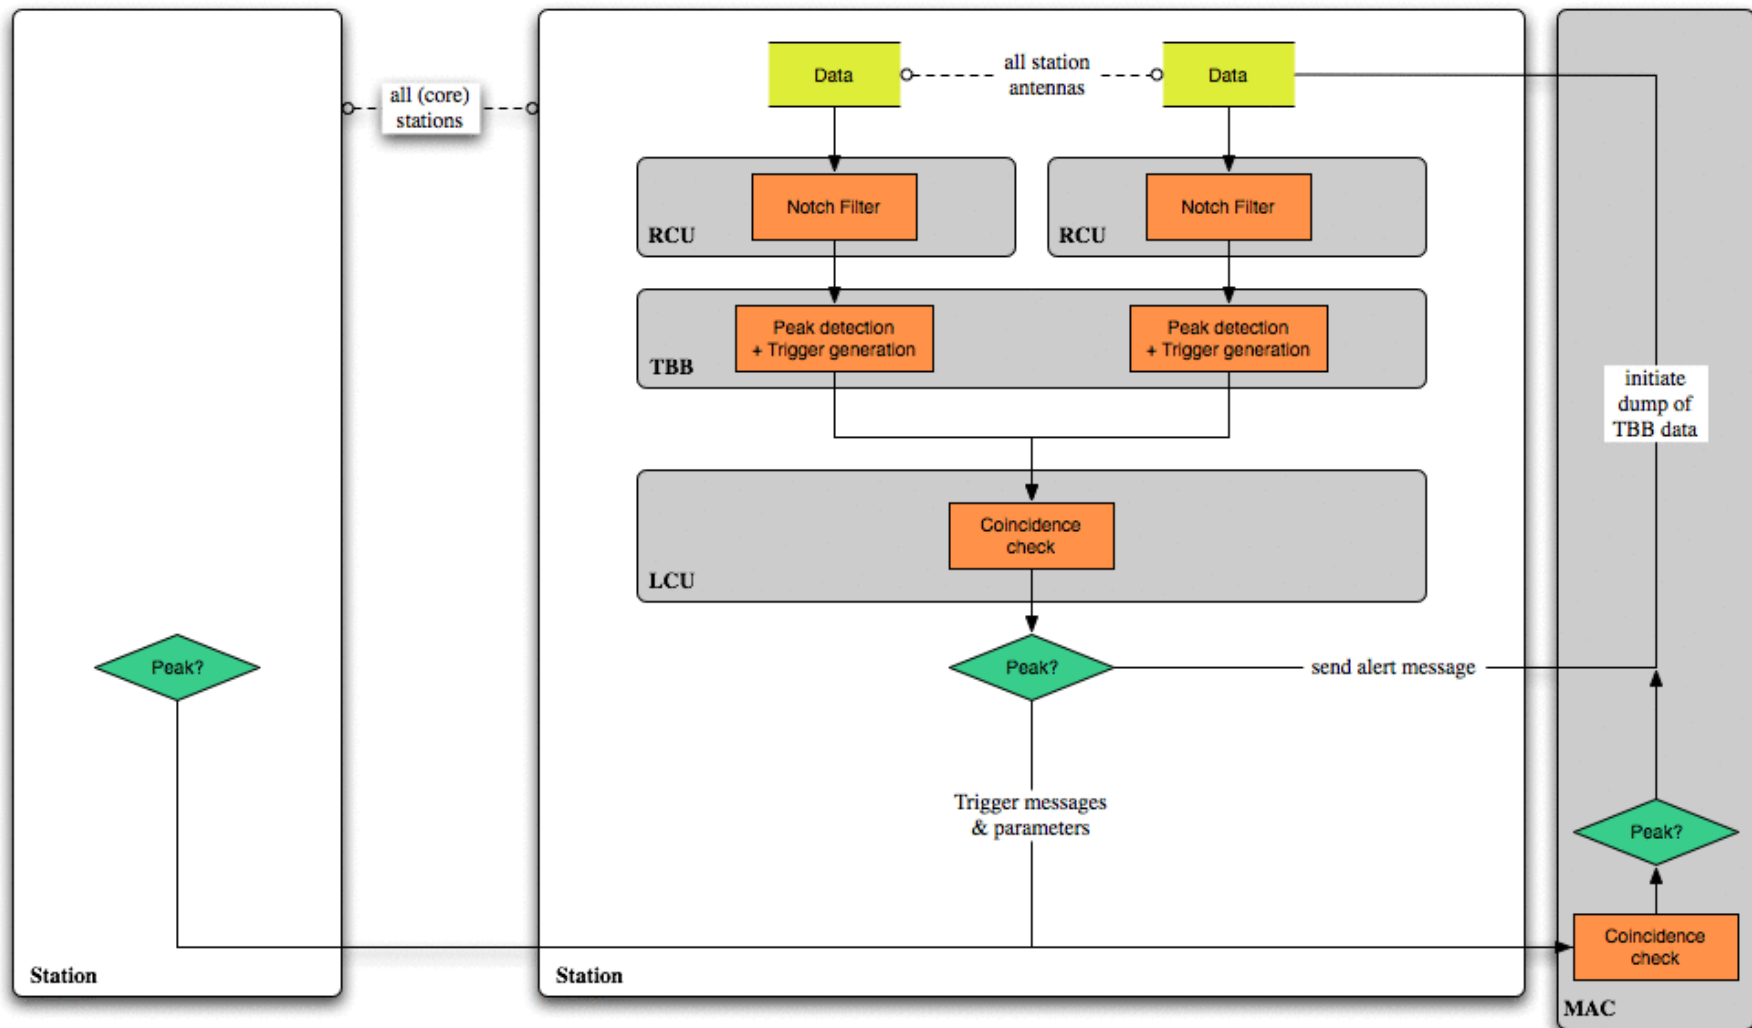 Data
all station
antennas
Data
all (core)
stations
Notch Filter
RCU
Notch Filter
RCU
Peak detection
+ Trigger generation
Peak detection
+ Trigger generation
TBB
initiate
dump of
TBB data
Coincidence
check
LCU
Peak?
Peak?
send alert message
Trigger messages
& parameters
Peak?
Coincidence
check
Station
Station
MAC